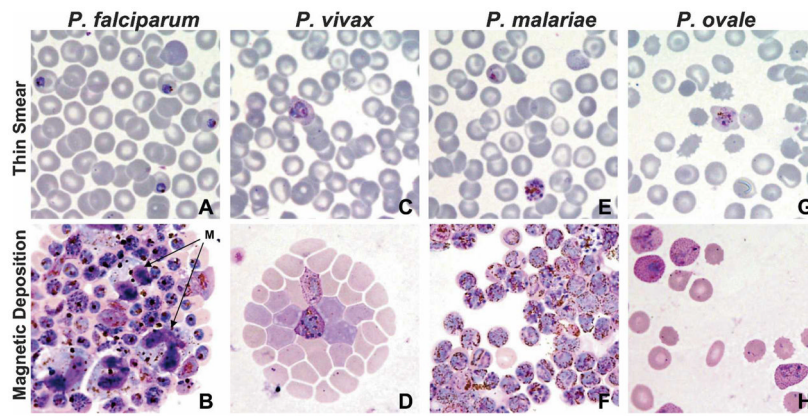 P. falciparum P. vivax P. malariae P. ovale
Thin Smear
A C E G
Magnetic Deposition
M
B D F H